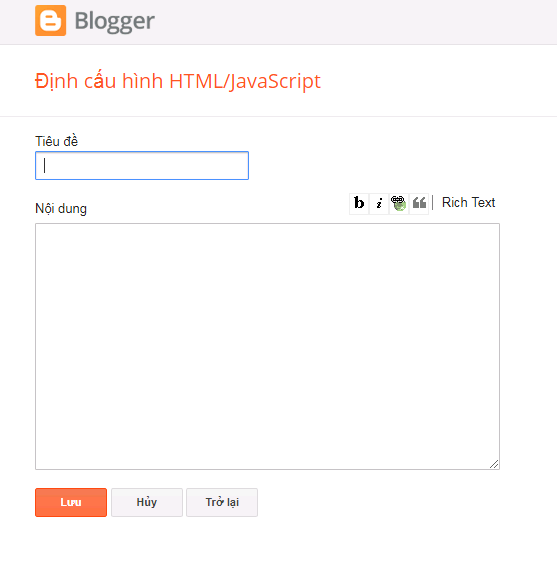 Blogger
Định cấu hình HTML/JavaScript
Tiêu đề
Nội dung
b i Rich Text
Lưu Hủy Trở lại